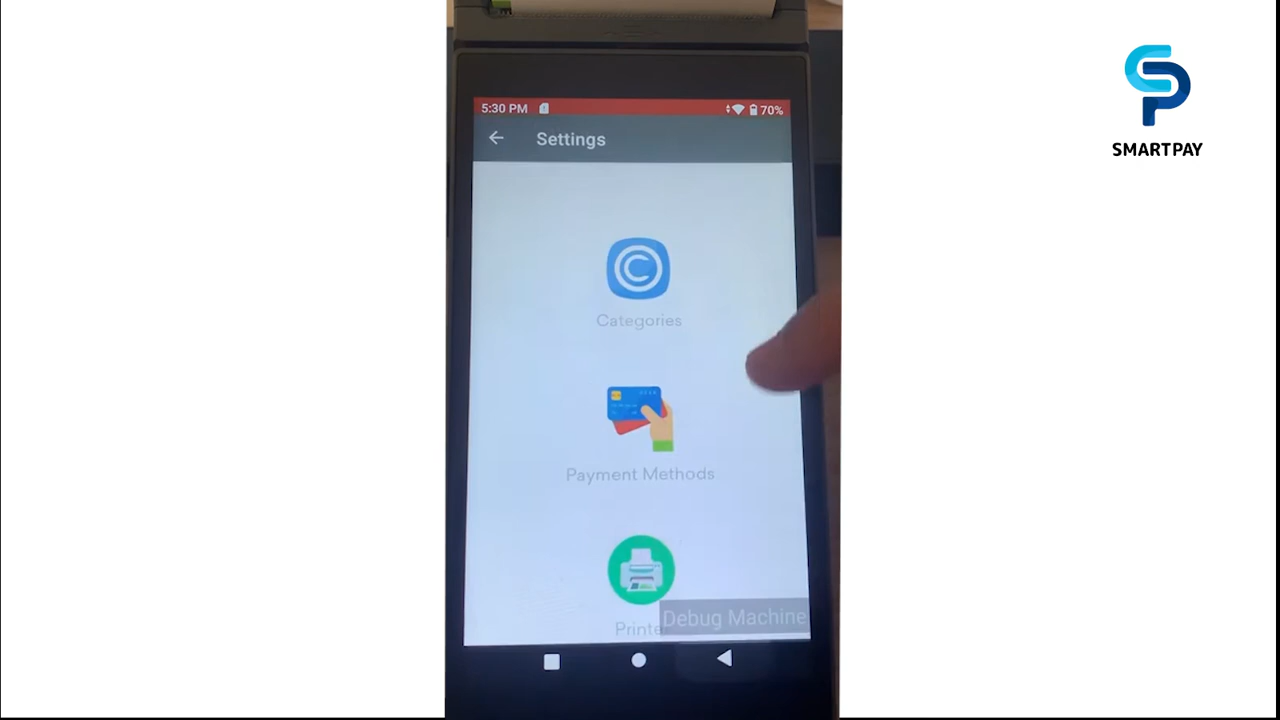 5:30 PM
70%
Settings
SMARTPAY
Categories
Payment Methods
Printe
Debug Machine